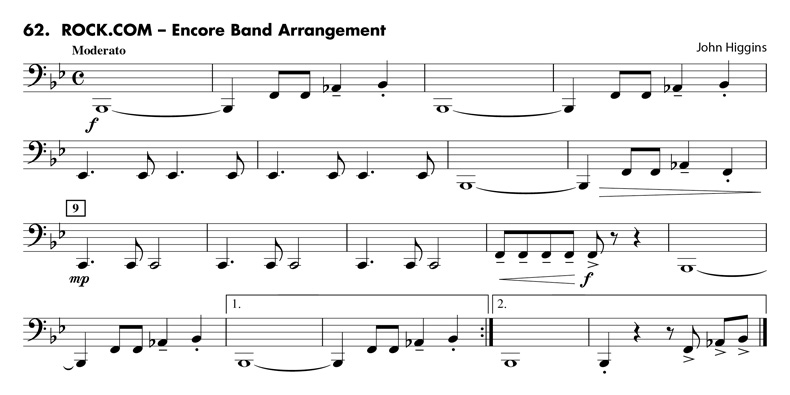 62. ROCK.COM – Encore Band Arrangement
Moderato
John Higgins
f
9
mp
f
1.
2.